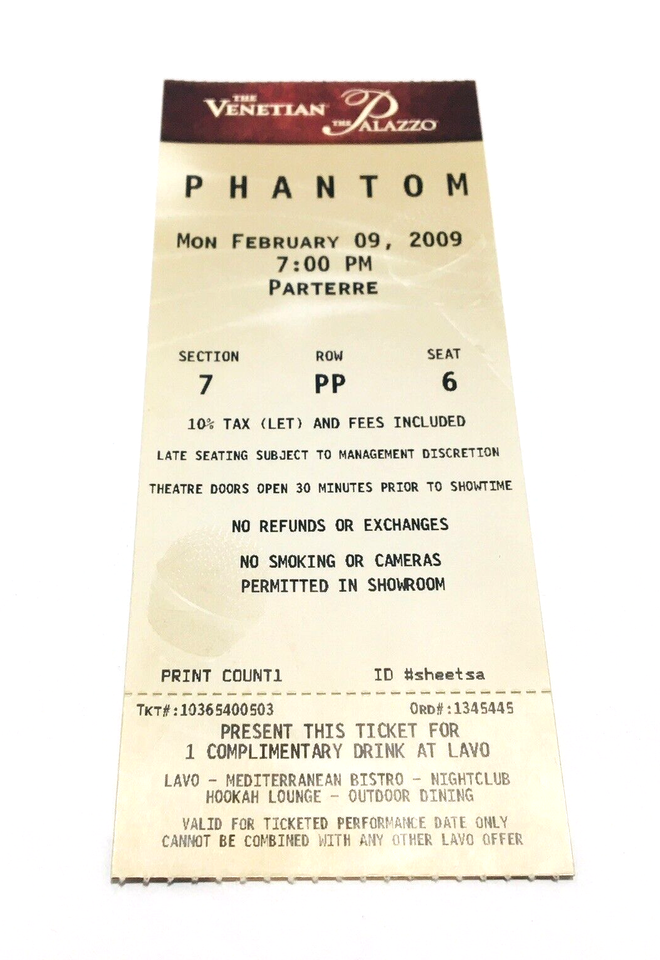 THE VENETIAN THE PALAZZO
PHANTOM
MON FEBRUARY 09, 2009
7:00 PM
PARTERRE
SECTION ROW SEAT
7 PP 6
10% TAX (LET) AND FEES INCLUDED
LATE SEATING SUBJECT TO MANAGEMENT DISCRETION
THEATRE DOORS OPEN 30 MINUTES PRIOR TO SHOWTIME
NO REFUNDS OR EXCHANGES
NO SMOKING OR CAMERAS
PERMITTED IN SHOWROOM
PRINT COUNT1 ID #sheetsa
TKT#:10365400503 ORD#:1345445
PRESENT THIS TICKET FOR
1 COMPLIMENTARY DRINK AT LAVO
LAVO - MEDITERRANEAN BISTRO - NIGHTCLUB
HOOKAH LOUNGE - OUTDOOR DINING
VALID FOR TICKETED PERFORMANCE DATE ONLY
CANNOT BE COMBINED WITH ANY OTHER LAVO OFFER